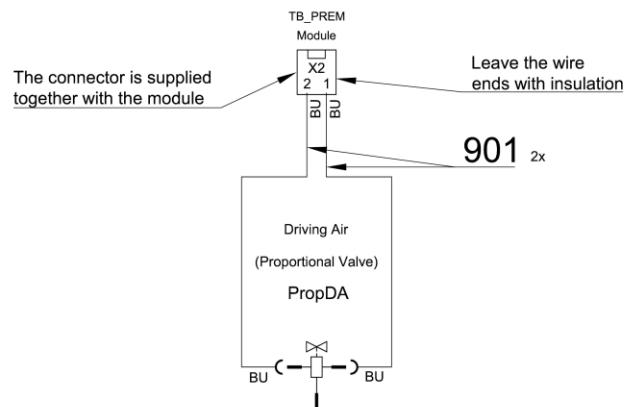 TB_PREM
Module
X2
2 1
BU
BU
The connector is supplied
together with the module
Leave the wire
ends with insulation
901 2x
Driving Air
(Proportional Valve)
PropDA
BU
BU